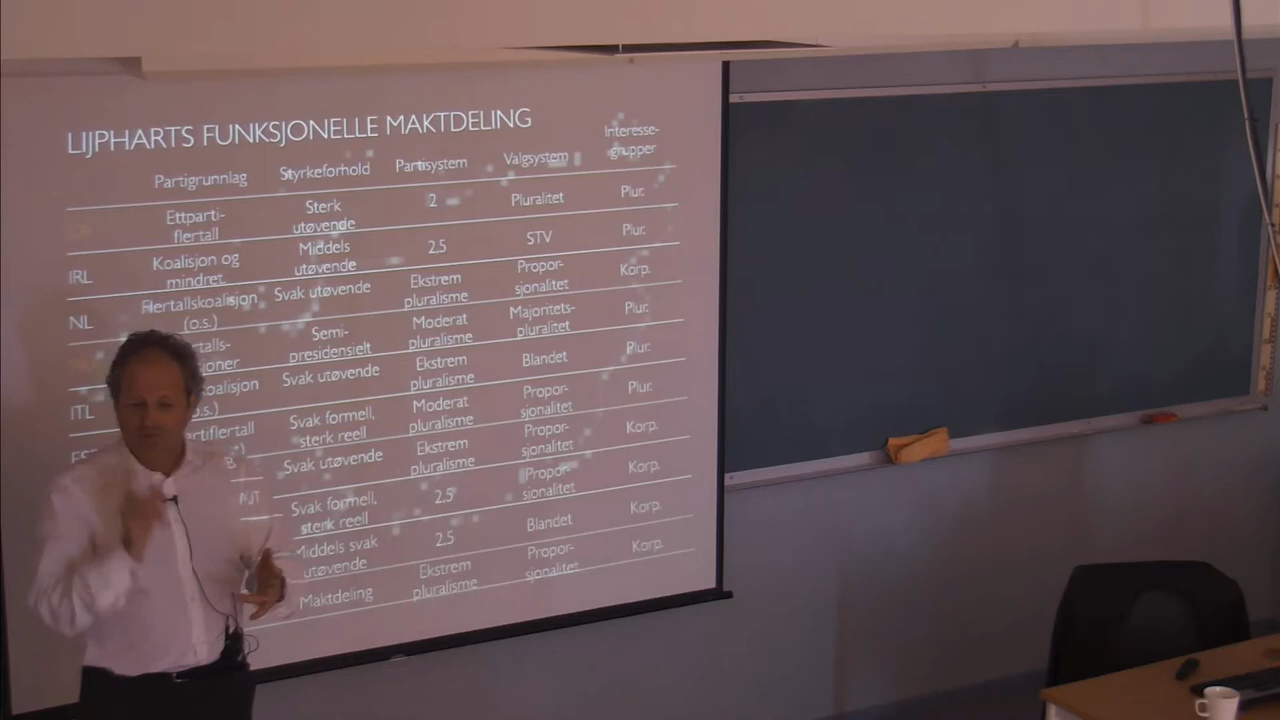 LIJPHARTS FUNKSJONELLE MAKTDELING
Partigrunnlag Styrkeforhold Partisystem Valgsystem Interesse-
grupper
Ettparti- Sterk 2 Pluralitet Plur.
flertall utøvende
IRL Koalisjon og Middels 2,5 STV Plur.
mindret. utøvende
NL Flertallskoalisjon Svak utøvende Ekstrem Propor- Korp.
(o.s.) pluralisme sjonalitet
Semi- Moderat Majoritets- Plur.
presidensielt pluralisme pluralitet
ITL Svak utøvende Ekstrem Blandet Plur.
pluralisme
Svak formell, Moderat Propor- Plur.
sterk reell pluralisme sjonalitet
Svak utøvende Ekstrem Propor- Korp.
pluralisme sjonalitet
Svak formell, 2,5 Propor- Korp.
sterk reell sjonalitet
Middels svak 2,5 Blandet Korp.
utøvende
Maktdeling Ekstrem Propor- Korp.
pluralisme sjonalitet